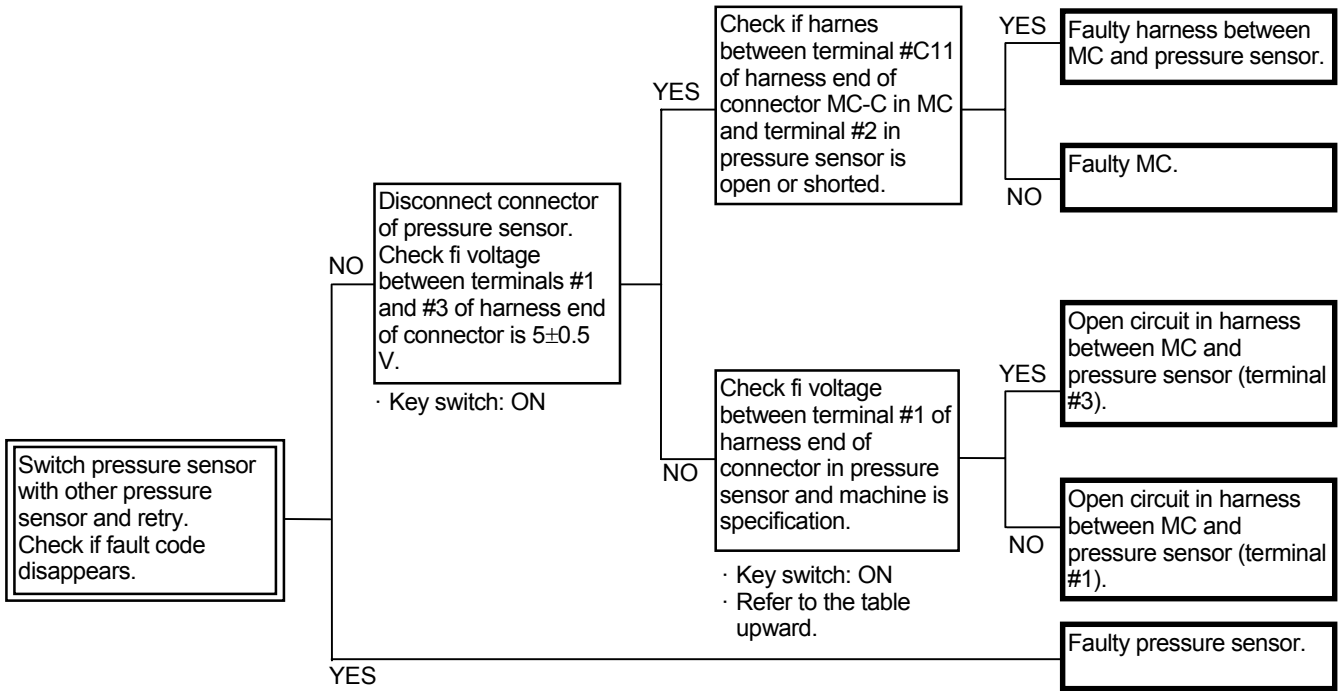 Switch pressure sensor
with other pressure
sensor and retry.
Check if fault code
disappears.
NO
Disconnect connector
of pressure sensor.
Check fi voltage
between terminals #1
and #3 of harness end
of connector is 5±0.5
V.
· Key switch: ON
YES
Check if harnes
between terminal #C11
of harness end of
connector MC-C in MC
and terminal #2 in
pressure sensor is
open or shorted.
YES
Faulty harness between
MC and pressure sensor.
NO
Faulty MC.
NO
Check fi voltage
between terminal #1 of
harness end of
connector in pressure
sensor and machine is
specification.
· Key switch: ON
· Refer to the table
upward.
YES
Open circuit in harness
between MC and
pressure sensor (terminal
#3).
NO
Open circuit in harness
between MC and
pressure sensor (terminal
#1).
YES
Faulty pressure sensor.